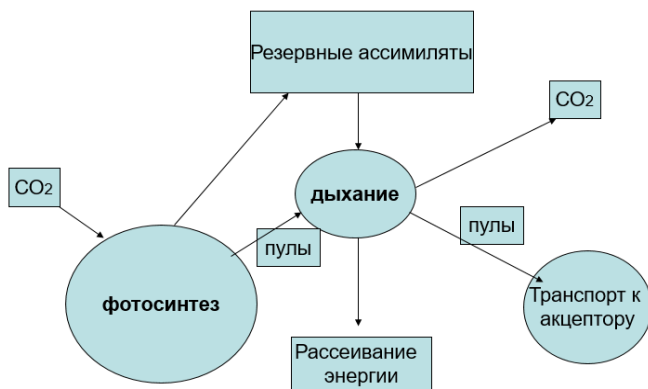 Резервные ассимиляты
CO2
CO2
дыхание
пулы
пулы
фотосинтез
Транспорт к
акцептору
Рассеивание
энергии